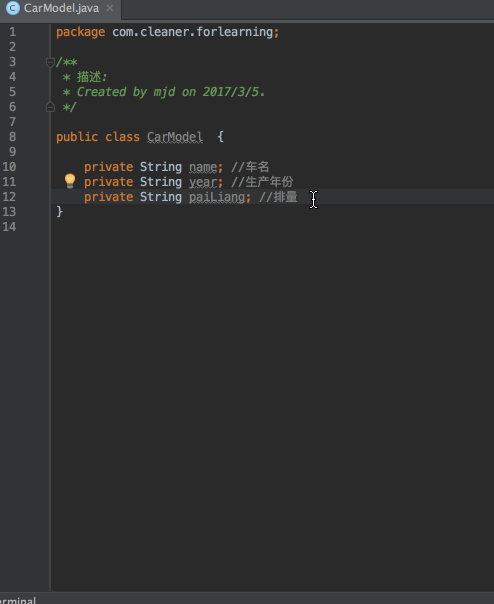 CarModel.java
1 package com.cleaner.forlearning;
2
3 /**
4 * 描述:
5 * Created by mjd on 2017/3/5.
6 */
7
8 public class CarModel {
9
10 private String name; //车名
11 private String year; //生产年份
12 private String paiLiang; //排量
13 }
14
erminal